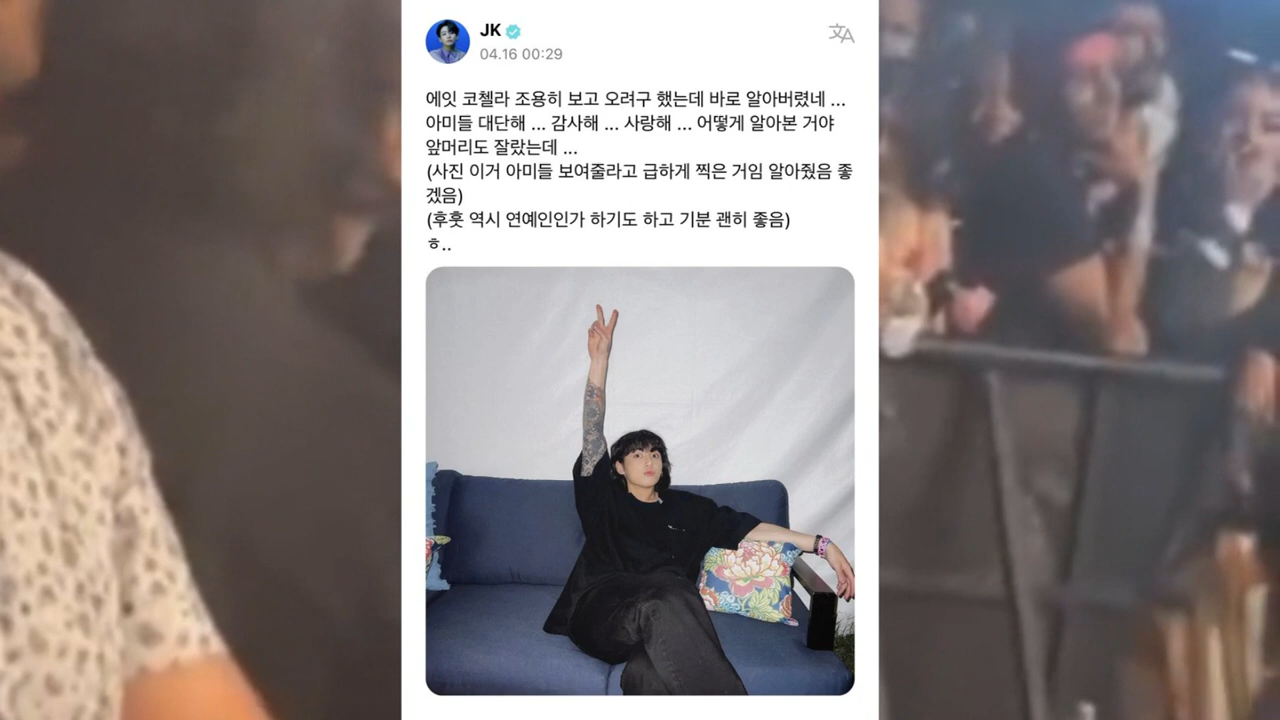 JK
04.16 00:29
에잇 코첼라 조용히 보고 오려구 했는데 바로 알아버렸네 ...
아미들 대단해 ... 감사해 ... 사랑해 ... 어떻게 알아본 거야
앞머리도 잘랐는데 ...
(사진 이거 아미들 보여줄라고 급하게 찍은 거임 알아줬음 좋
겠음)
(후훗 역시 연예인인가 하기도 하고 기분 괜히 좋음)
ㅎ..